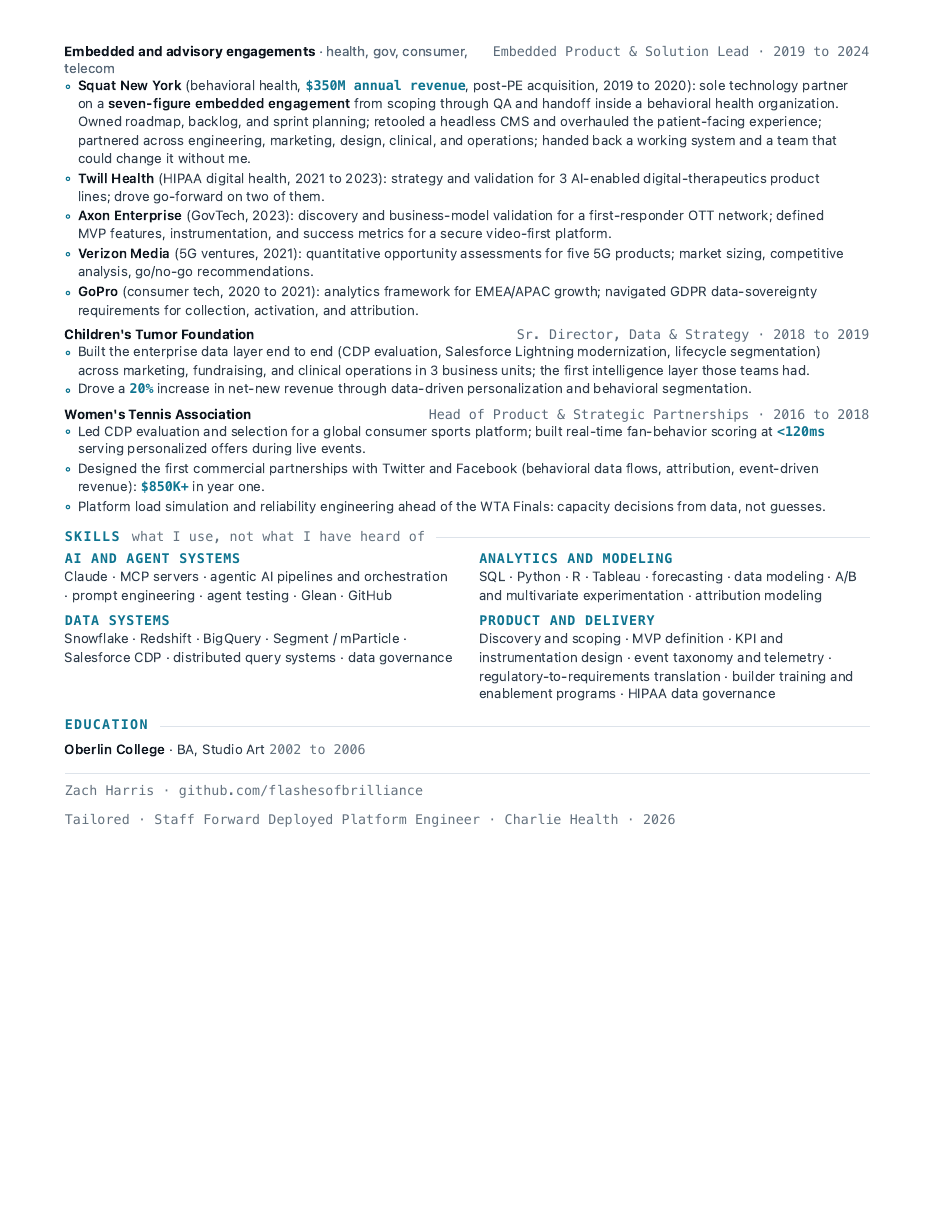 Embedded and advisory engagements · health, gov, consumer, telecom Embedded Product & Solution Lead · 2019 to 2024
Squat New York (behavioral health, $350M annual revenue, post-PE acquisition, 2019 to 2020): sole technology partner
on a seven-figure embedded engagement from scoping through QA and handoff inside a behavioral health organization.
Owned roadmap, backlog, and sprint planning; retooled a headless CMS and overhauled the patient-facing experience;
partnered across engineering, marketing, design, clinical, and operations; handed back a working system and a team that
could change it without me.
Twill Health (HIPAA digital health, 2021 to 2023): strategy and validation for 3 AI-enabled digital-therapeutics product
lines; drove go-forward on two of them.
Axon Enterprise (GovTech, 2023): discovery and business-model validation for a first-responder OTT network; defined
MVP features, instrumentation, and success metrics for a secure video-first platform.
Verizon Media (5G ventures, 2021): quantitative opportunity assessments for five 5G products; market sizing, competitive
analysis, go/no-go recommendations.
GoPro (consumer tech, 2020 to 2021): analytics framework for EMEA/APAC growth; navigated GDPR data-sovereignty
requirements for collection, activation, and attribution.
Children's Tumor Foundation Sr. Director, Data & Strategy · 2018 to 2019
Built the enterprise data layer end to end (CDP evaluation, Salesforce Lightning modernization, lifecycle segmentation)
across marketing, fundraising, and clinical operations in 3 business units; the first intelligence layer those teams had.
Drove a 20% increase in net-new revenue through data-driven personalization and behavioral segmentation.
Women's Tennis Association Head of Product & Strategic Partnerships · 2016 to 2018
Led CDP evaluation and selection for a global consumer sports platform; built real-time fan-behavior scoring at <120ms
serving personalized offers during live events.
Designed the first commercial partnerships with Twitter and Facebook (behavioral data flows, attribution, event-driven
revenue): $850K+ in year one.
Platform load simulation and reliability engineering ahead of the WTA Finals: capacity decisions from data, not guesses.
SKILLS what I use, not what I have heard of
AI AND AGENT SYSTEMS
Claude · MCP servers · agentic AI pipelines and orchestration
· prompt engineering · agent testing · Glean · GitHub
ANALYTICS AND MODELING
SQL · Python · R · Tableau · forecasting · data modeling · A/B
and multivariate experimentation · attribution modeling
DATA SYSTEMS
Snowflake · Redshift · BigQuery · Segment / mParticle ·
Salesforce CDP · distributed query systems · data governance
PRODUCT AND DELIVERY
Discovery and scoping · MVP definition · KPI and
instrumentation design · event taxonomy and telemetry ·
regulatory-to-requirements translation · builder training and
enablement programs · HIPAA data governance
EDUCATION
Oberlin College · BA, Studio Art 2002 to 2006
Zach Harris · github.com/flashesofbrilliance
Tailored · Staff Forward Deployed Platform Engineer · Charlie Health · 2026